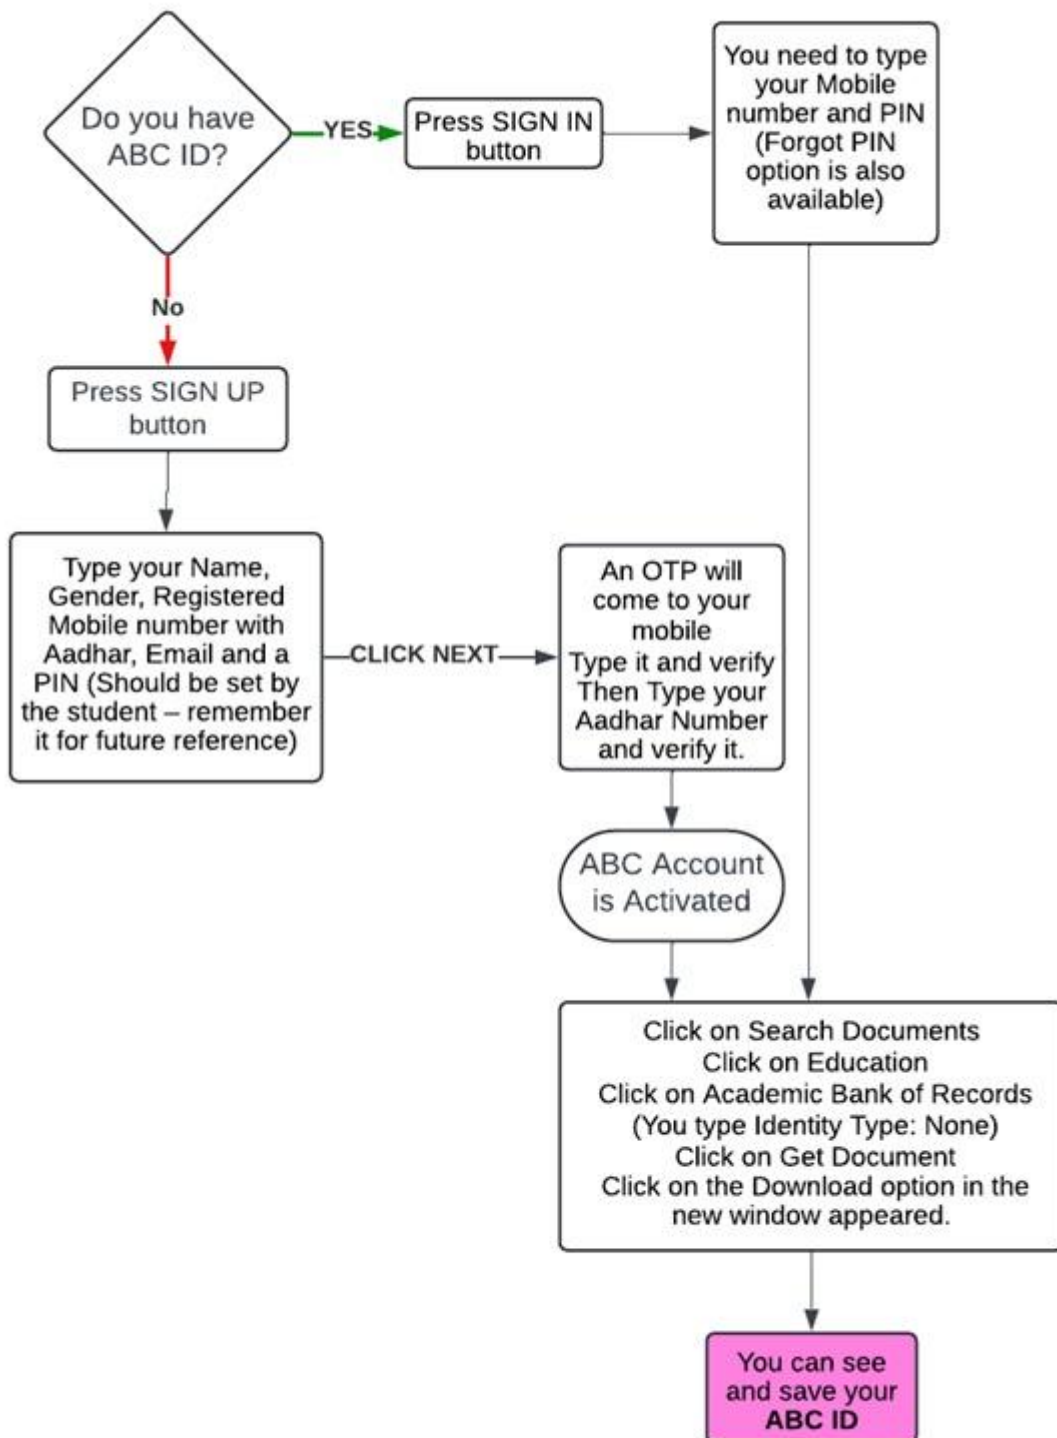 Do you have
ABC ID?
YES
Press SIGN IN
button
You need to type
your Mobile
number and PIN
(Forgot PIN
option is also
available)
No
Press SIGN UP
button
Type your Name,
Gender, Registered
Mobile number with
Aadhar, Email and a
PIN (Should be set by
the student – remember
it for future reference)
CLICK NEXT
An OTP will
come to your
mobile
Type it and verify
Then Type your
Aadhar Number
and verify it.
ABC Account
is Activated
Click on Search Documents
Click on Education
Click on Academic Bank of Records
(You type Identity Type: None)
Click on Get Document
Click on the Download option in the
new window appeared.
You can see
and save your
ABC ID